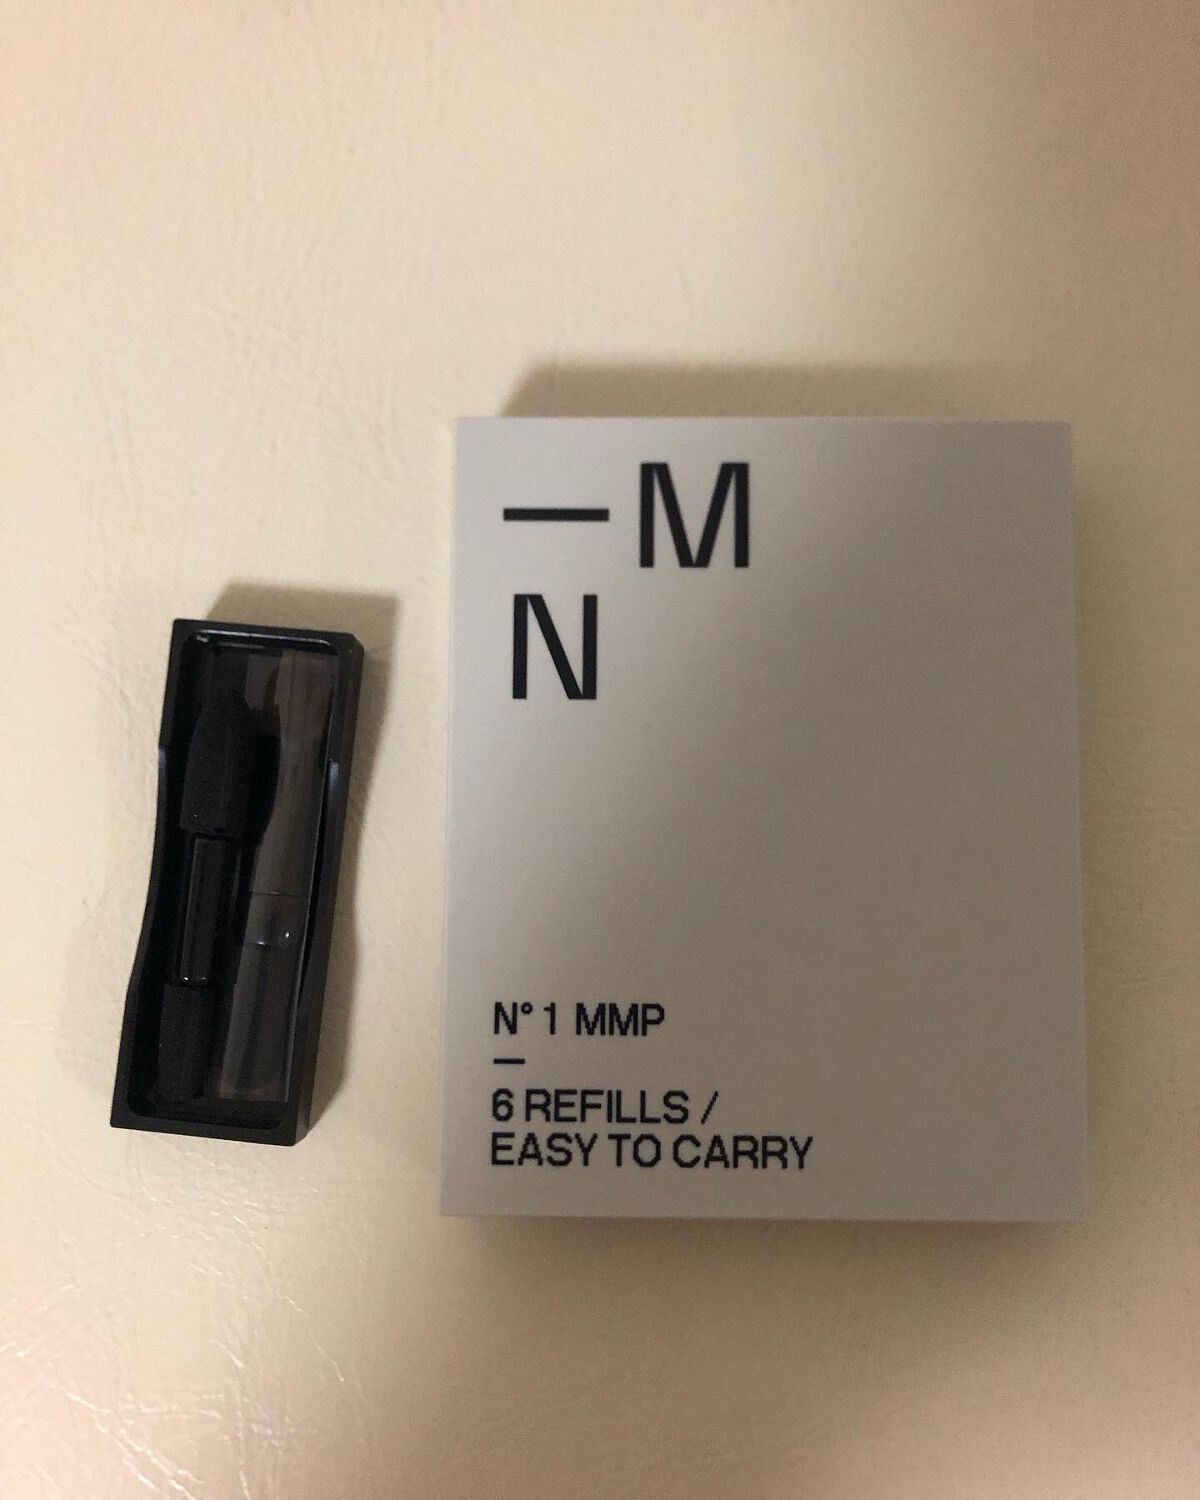 —M
N
N° 1 MMP
—
6 REFILLS /
EASY TO CARRY